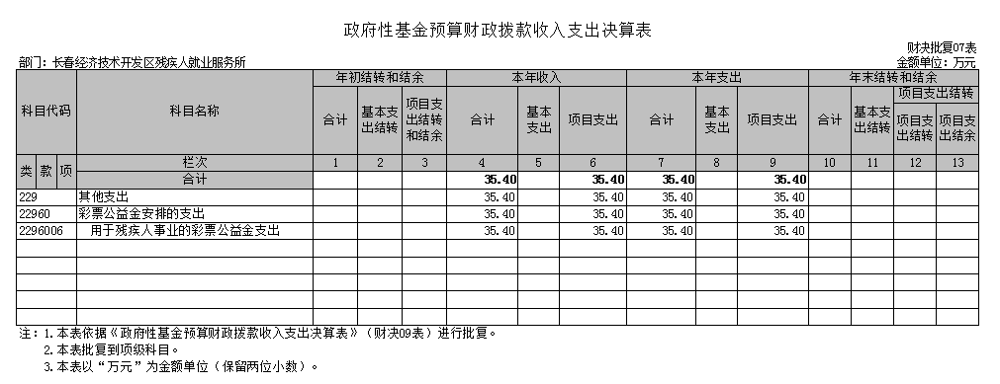 政府性基金预算财政拨款收入支出决算表
财决批复07表
部门：长春经济技术开发区残疾人就业服务所 金额单位：万元
科目代码 科目名称 年初结转和结余 本年收入 本年支出 年末结转和结余
合计 基本支出结转 项目支出结转和结余 合计 基本支出 项目支出 合计 基本支出 项目支出 合计 基本支出结转 项目支出结转
项目支出结转 项目支出结余
类 款 项 栏次 1 2 3 4 5 6 7 8 9 10 11 12 13
合计 35.40 35.40 35.40 35.40
229 其他支出 35.40 35.40 35.40 35.40
22960 彩票公益金安排的支出 35.40 35.40 35.40 35.40
2296006 用于残疾人事业的彩票公益金支出 35.40 35.40 35.40 35.40
注：1.本表依据《政府性基金预算财政拨款收入支出决算表》（财决09表）进行批复。
2.本表批复到项级科目。
3.本表以“万元”为金额单位（保留两位小数）。